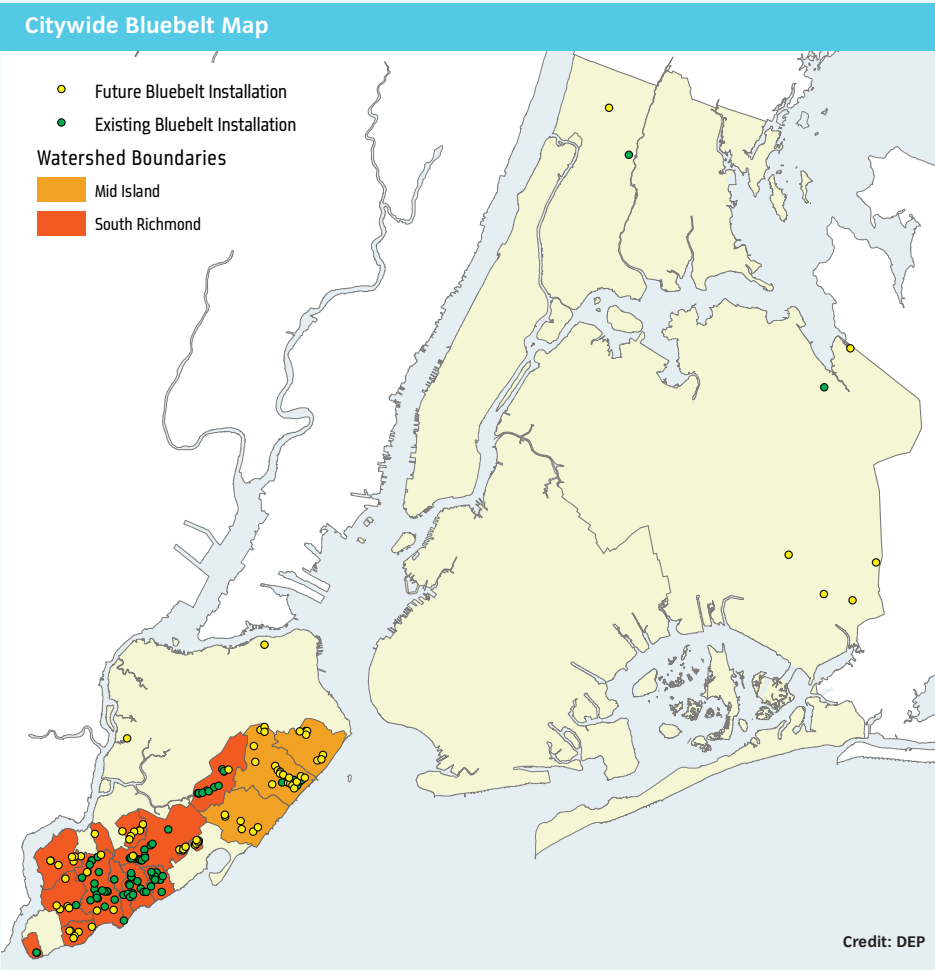 Citywide Bluebelt Map
Future Bluebelt Installation
Existing Bluebelt Installation
Watershed Boundaries
Mid Island
South Richmond
Credit: DEP